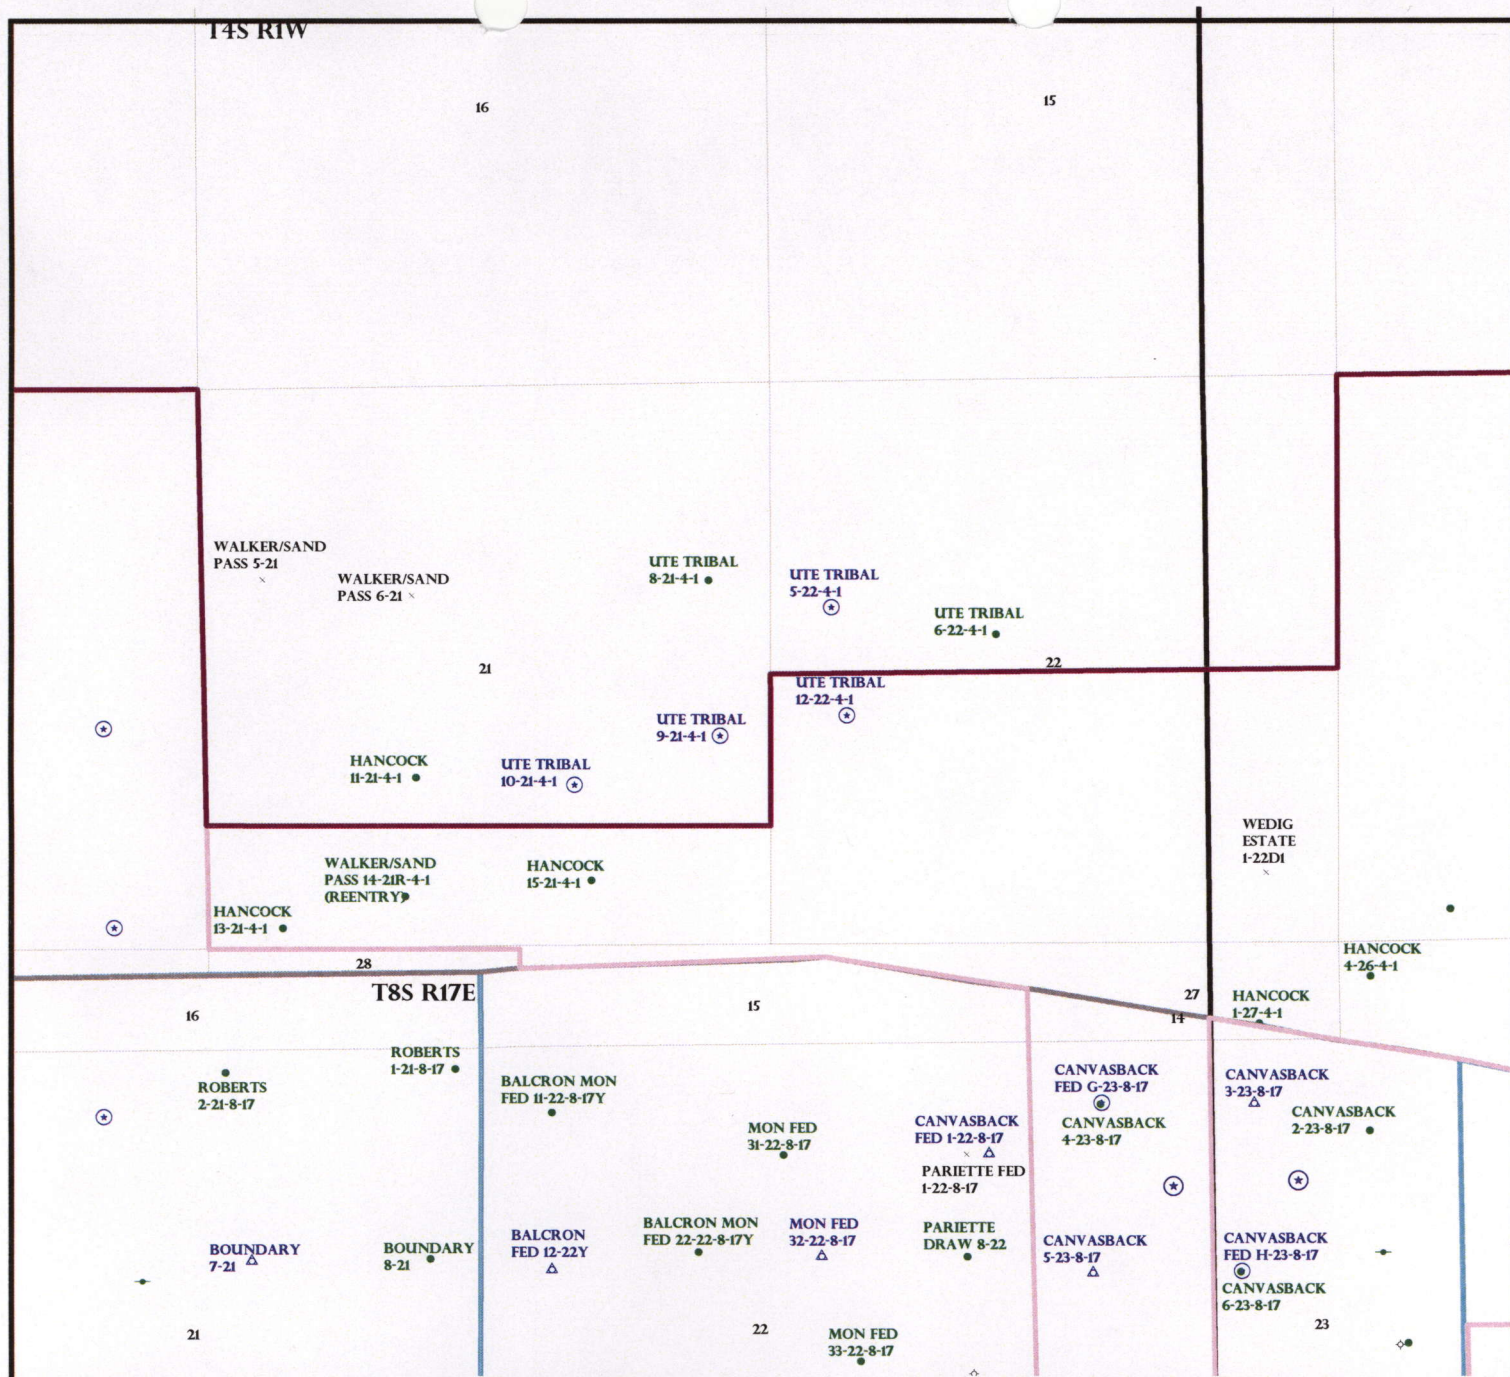 T4S R1W
16
15
WALKER/SAND
PASS 5-21
WALKER/SAND
PASS 6-21
UTE TRIBAL
8-21-4-1
UTE TRIBAL
5-22-4-1
UTE TRIBAL
6-22-4-1
21
22
UTE TRIBAL
12-22-4-1
UTE TRIBAL
9-21-4-1
HANCOCK
11-21-4-1
UTE TRIBAL
10-21-4-1
WEDIG
ESTATE
1-22D1
WALKER/SAND
PASS 14-21R-4-1
(REENTRY)
HANCOCK
15-21-4-1
HANCOCK
13-21-4-1
HANCOCK
4-26-4-1
28
T8S R17E
27
HANCOCK
1-27-4-1
16
15
14
ROBERTS
1-21-8-17
ROBERTS
2-21-8-17
BALCRON MON
FED 11-22-8-17Y
CANVASBACK
FED G-23-8-17
CANVASBACK
3-23-8-17
MON FED
31-22-8-17
CANVASBACK
FED 1-22-8-17
CANVASBACK
4-23-8-17
CANVASBACK
2-23-8-17
PARIETTE FED
1-22-8-17
BOUNDARY
7-21
BOUNDARY
8-21
BALCRON
FED 12-22Y
BALCRON MON
FED 22-22-8-17Y
MON FED
32-22-8-17
PARIETTE
DRAW 8-22
CANVASBACK
5-23-8-17
CANVASBACK
FED H-23-8-17
CANVASBACK
6-23-8-17
21
22
23
MON FED
33-22-8-17